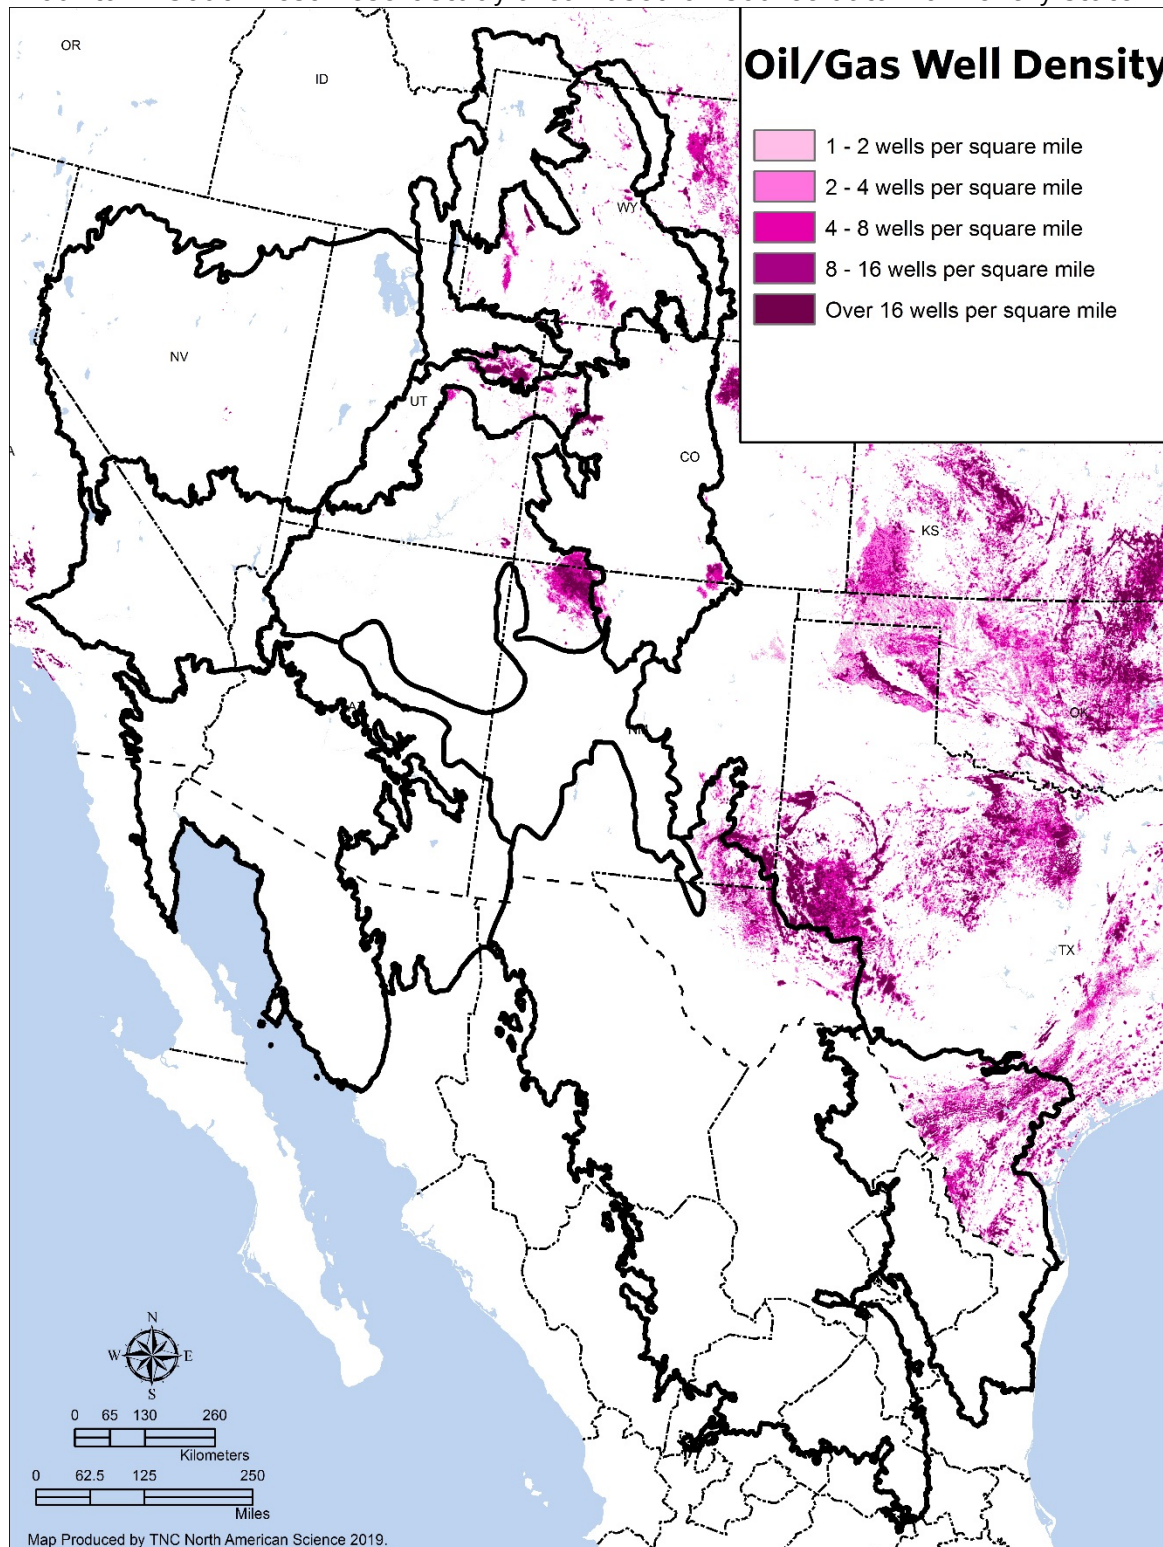 OR
ID
WY
NV
UT
CO
KS
OK
TX
Oil/Gas Well Density
1 - 2 wells per square mile
2 - 4 wells per square mile
4 - 8 wells per square mile
8 - 16 wells per square mile
Over 16 wells per square mile
N
W E
S
0 65 130 260
Kilometers
0 62.5 125 250
Miles
Map Produced by TNC North American Science 2019.